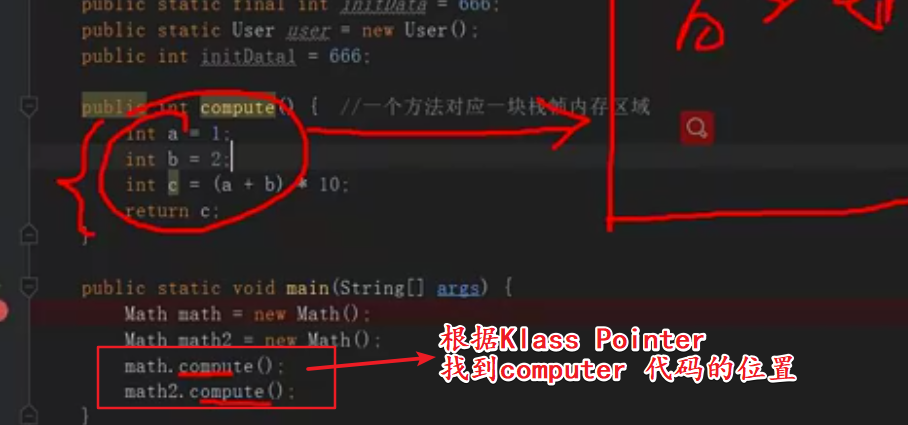 public static final int initData = 666;
public static User user = new User();
public int initData1 = 666;
public int compute() {  //一个方法对应一块栈帧内存区域
int a = 1;
int b = 2;
int c = (a + b) * 10;
return c;
}
public static void main(String[] args) {
Math math = new Math();
Math math2 = new Math();
math.compute();
math2.compute();
}
根据Klass Pointer
找到computer 代码的位置